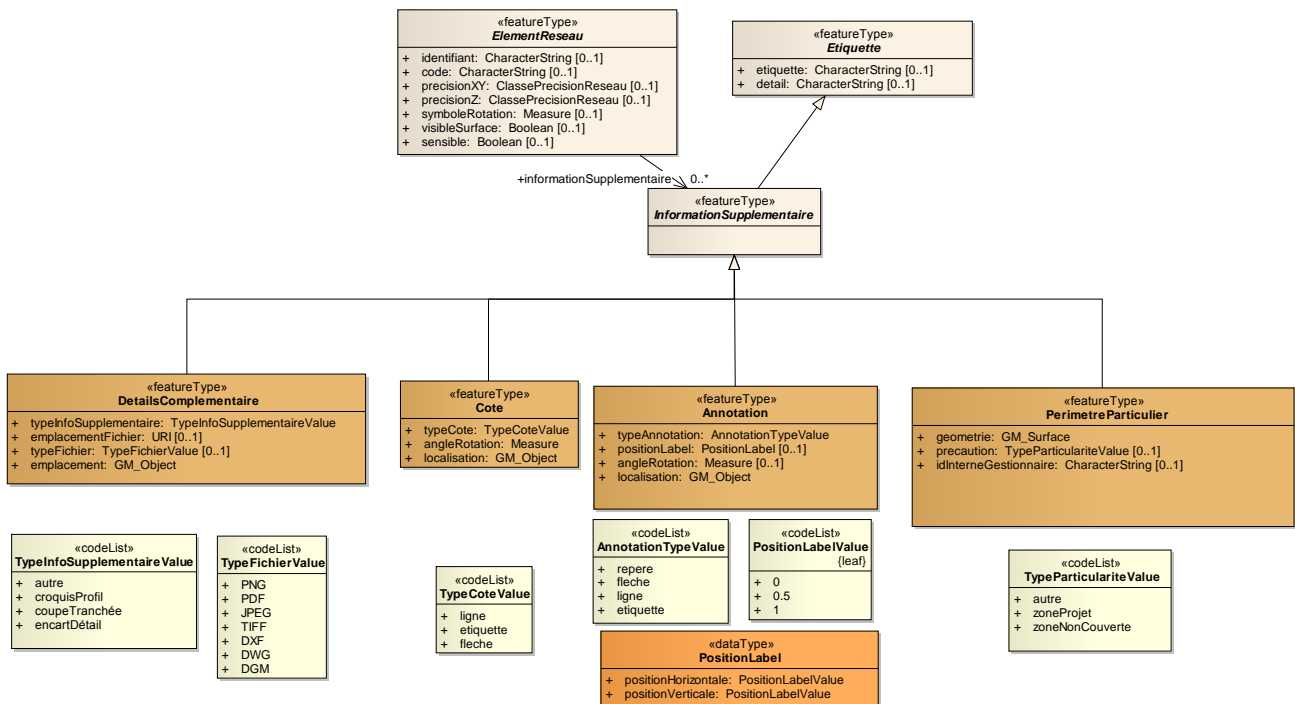 «featureType»
ElementReseau
+ identifiant: CharacterString [0..1]
+ code: CharacterString [0..1]
+ precisionXY: ClassePrecisionReseau [0..1]
+ precisionZ: ClassePrecisionReseau [0..1]
+ symboleRotation: Measure [0..1]
+ visibleSurface: Boolean [0..1]
+ sensible: Boolean [0..1]
«featureType»
Etiquette
+ etiquette: CharacterString [0..1]
+ detail: CharacterString [0..1]
+informationSupplementaire 0..*
«featureType»
InformationSupplementaire
«featureType»
DetailsComplementaire
+ typeInfoSupplementaire: TypeInfoSupplementaireValue
+ emplacementFichier: URI [0..1]
+ typeFichier: TypeFichierValue [0..1]
+ emplacement: GM_Object
«featureType»
Cote
+ typeCote: TypeCoteValue
+ angleRotation: Measure
+ localisation: GM_Object
«featureType»
Annotation
+ typeAnnotation: AnnotationTypeValue
+ positionLabel: PositionLabel [0..1]
+ angleRotation: Measure [0..1]
+ localisation: GM_Object
«featureType»
PerimetreParticulier
+ geometrie: GM_Surface
+ precaution: TypeParticulariteValue [0..1]
+ idInterneGestionnaire: CharacterString [0..1]
«codeList»
TypeInfoSupplementaireValue
+ autre
+ croquisProfil
+ coupeTranchée
+ encartDétail
«codeList»
TypeFichierValue
+ PNG
+ PDF
+ JPEG
+ TIFF
+ DXF
+ DWG
+ DGM
«codeList»
TypeCoteValue
+ ligne
+ etiquette
+ fleche
«codeList»
AnnotationTypeValue
+ repere
+ fleche
+ ligne
+ etiquette
«codeList»
PositionLabelValue
{leaf}
+ 0
+ 0.5
+ 1
«dataType»
PositionLabel
+ positionHorizontale: PositionLabelValue
+ positionVerticale: PositionLabelValue
«codeList»
TypeParticulariteValue
+ autre
+ zoneProjet
+ zoneNonCouverte